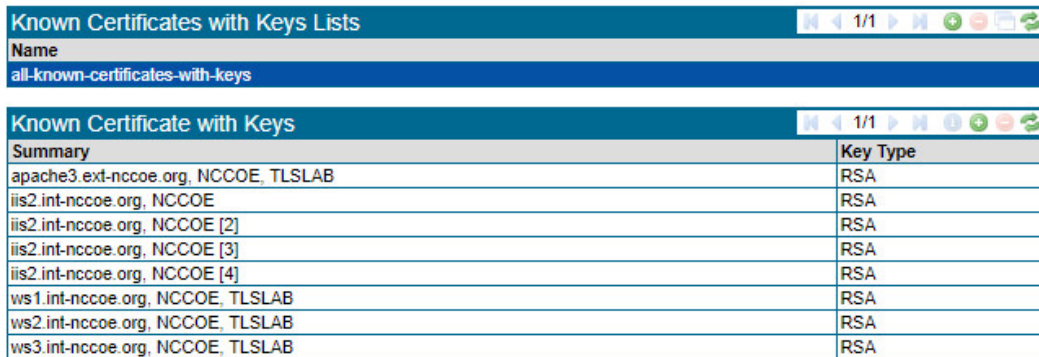 Known Certificates with Keys Lists 1/1
Name
all-known-certificates-with-keys
Known Certificate with Keys 1/1
Summary Key Type
apache3.ext-nccoe.org, NCCOE, TLSLAB RSA
iis2.int-nccoe.org, NCCOE RSA
iis2.int-nccoe.org, NCCOE [2] RSA
iis2.int-nccoe.org, NCCOE [3] RSA
iis2.int-nccoe.org, NCCOE [4] RSA
ws1.int-nccoe.org, NCCOE, TLSLAB RSA
ws2.int-nccoe.org, NCCOE, TLSLAB RSA
ws3.int-nccoe.org, NCCOE, TLSLAB RSA